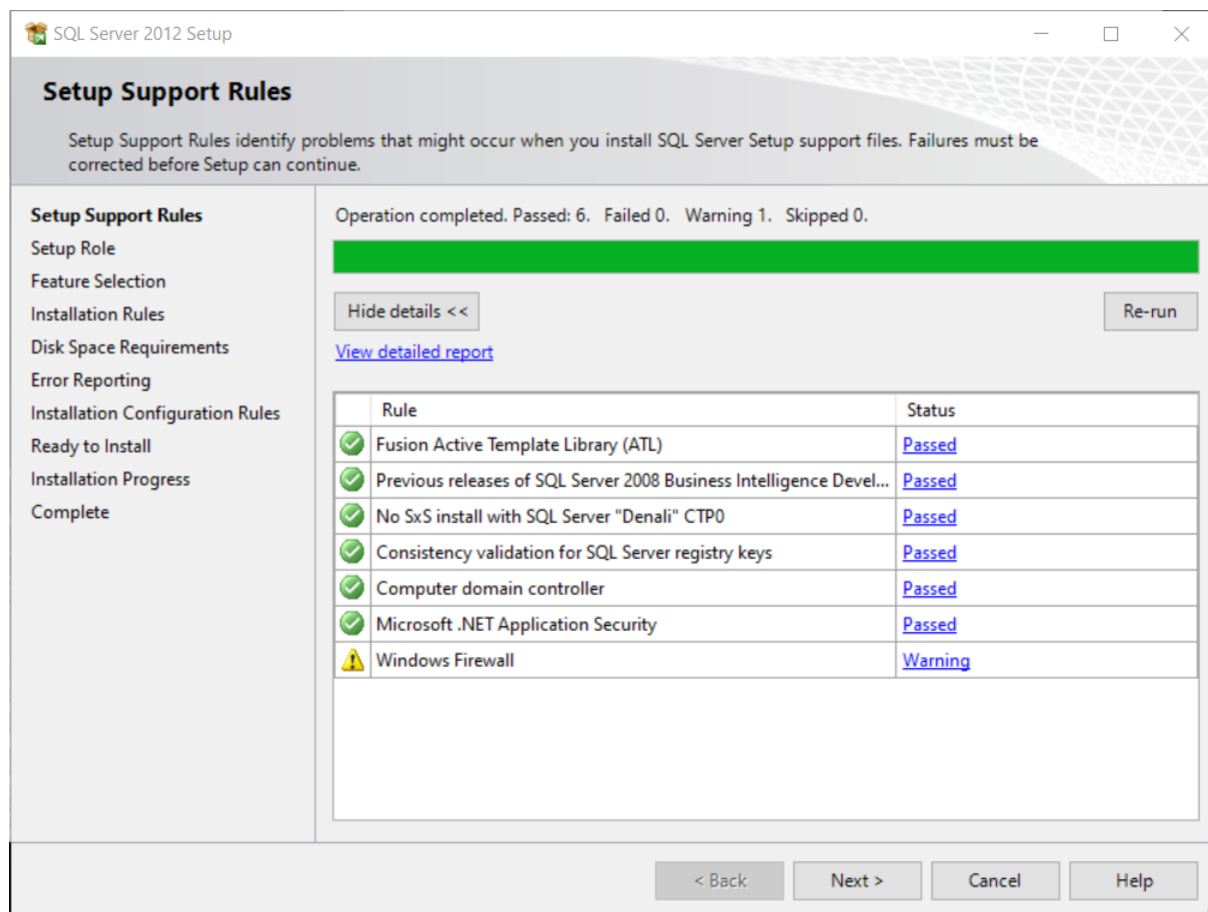 SQL Server 2012 Setup
Setup Support Rules
Setup Support Rules identify problems that might occur when you install SQL Server Setup support files. Failures must be
corrected before Setup can continue.
Setup Support Rules
Setup Role
Feature Selection
Installation Rules
Disk Space Requirements
Error Reporting
Installation Configuration Rules
Ready to Install
Installation Progress
Complete
Operation completed. Passed: 6. Failed 0. Warning 1. Skipped 0.
Hide details <<
Re-run
View detailed report
Rule Status
Fusion Active Template Library (ATL) Passed
Previous releases of SQL Server 2008 Business Intelligence Devel... Passed
No SxS install with SQL Server "Denali" CTP0 Passed
Consistency validation for SQL Server registry keys Passed
Computer domain controller Passed
Microsoft .NET Application Security Passed
Windows Firewall Warning
< Back Next > Cancel Help